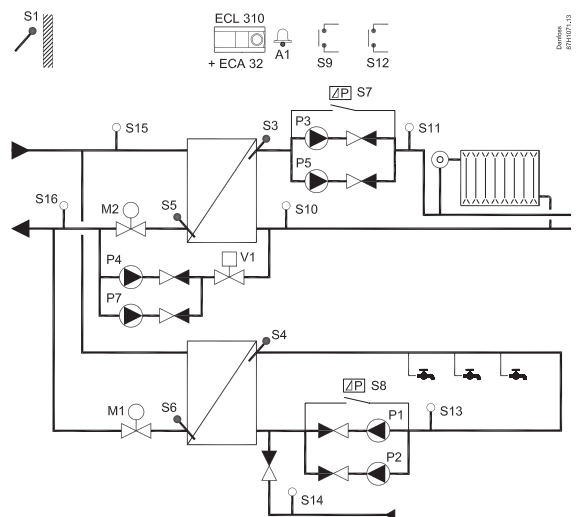 S1
ECL 310
+ ECA 32
A1
S9
S12
Danfoss
87H1071.13
S15
S3
P S7
P3
S11
P5
S16
M2
S5
S10
P4
V1
P7
S4
P S8
M1
S6
P1
S13
P2
S14